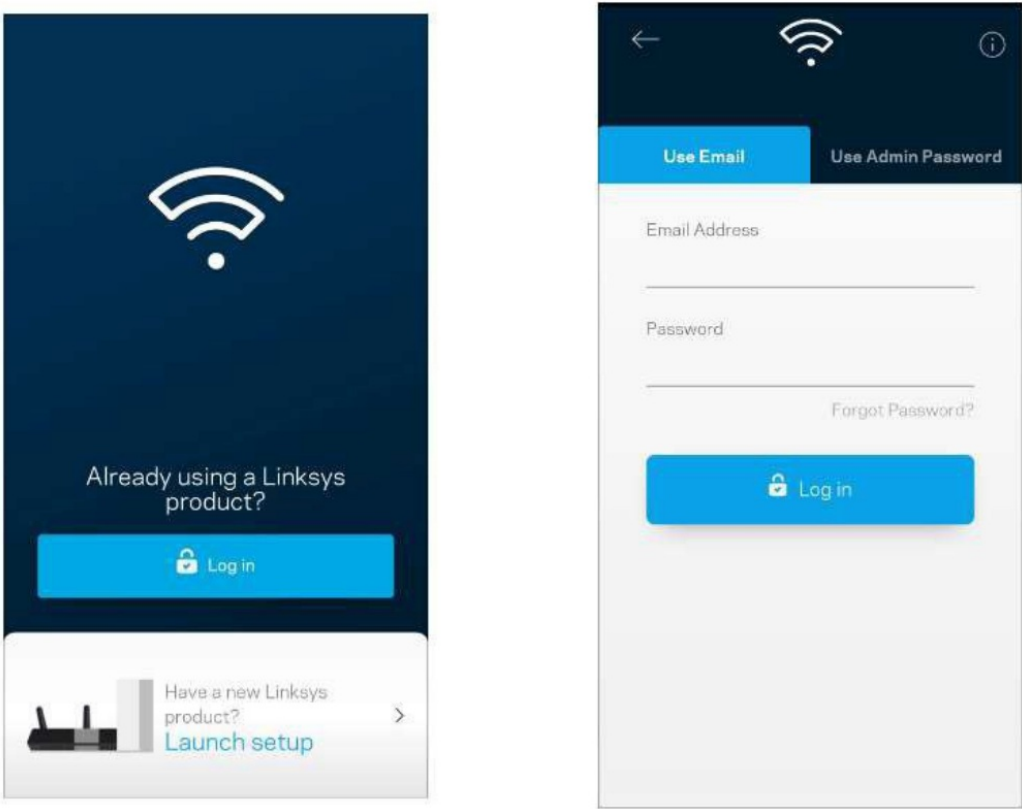 Already using a Linksys
product?
Log in
Have a new Linksys
product?
Launch setup
Use Email
Use Admin Password
Email Address
Password
Forgot Password?
Log in